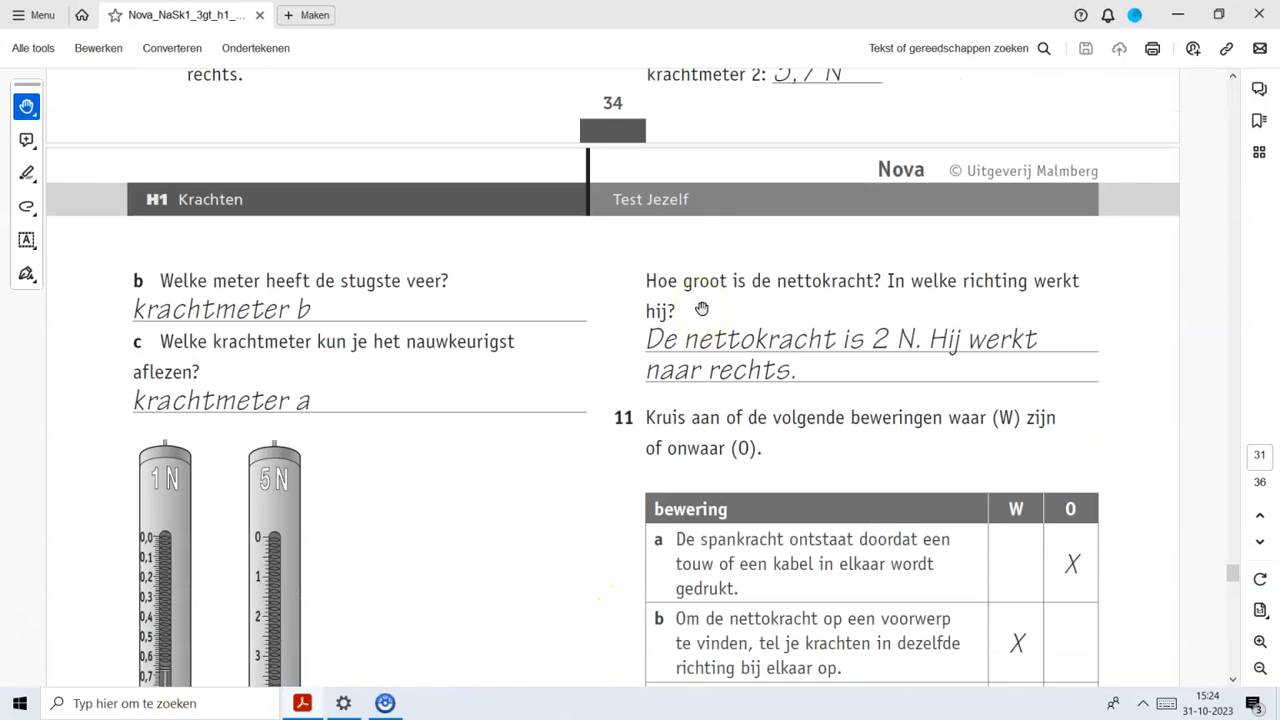 Menu
Nova_NaSk1_3gt_h1_...
Maken
Alle tools
Bewerken
Converteren
Ondertekenen
Tekst of gereedschappen zoeken
rechts.
krachtmeter 2: 5,7 N
34
Nova © Uitgeverij Malmberg
H1 Krachten
Test Jezelf
b Welke meter heeft de stugste veer?
krachtmeter b
c Welke krachtmeter kun je het nauwkeurigst
aflezen?
krachtmeter a
1 N
0,0
0,1
0,2
0,3
0,4
0,5
0,6
0,7
5 N
0
1
2
3
Hoe groot is de nettokracht? In welke richting werkt
hij?
De nettokracht is 2 N. Hij werkt
naar rechts.
11 Kruis aan of de volgende beweringen waar (W) zijn
of onwaar (O).
bewering W O
a De spankracht ontstaat doordat een
touw of een kabel in elkaar wordt
gedrukt.
X
b Om de nettokracht op een voorwerp
te vinden, tel je krachten in dezelfde
richting bij elkaar op.
X
31
36
Typ hier om te zoeken
15:24
31-10-2023
3